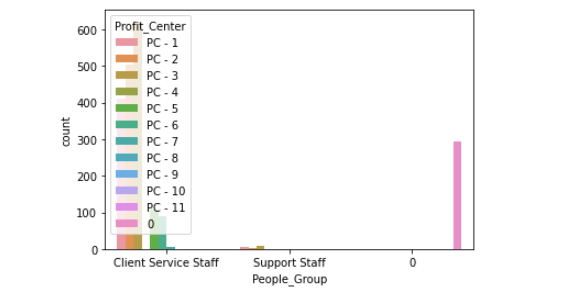 Profit_Center
PC - 1
PC - 2
PC - 3
PC - 4
PC - 5
PC - 6
PC - 7
PC - 8
PC - 9
PC - 10
PC - 11
0
600
500
400
300
200
100
0
count
Client Service Staff
Support Staff
0
People_Group